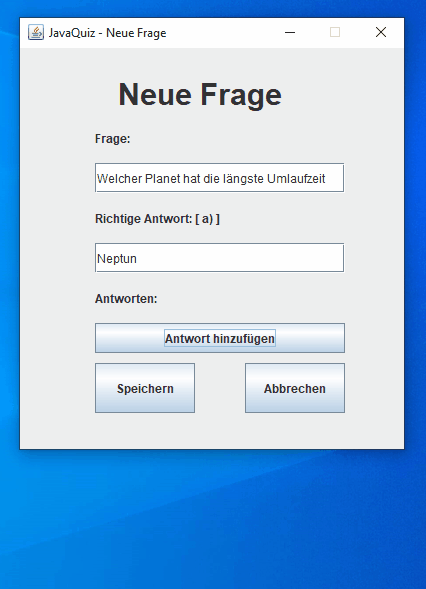 JavaQuiz - Neue Frage
Neue Frage
Frage:
Welcher Planet hat die längste Umlaufzeit
Richtige Antwort: [ a) ]
Neptun
Antworten:
Antwort hinzufügen
Speichern
Abbrechen